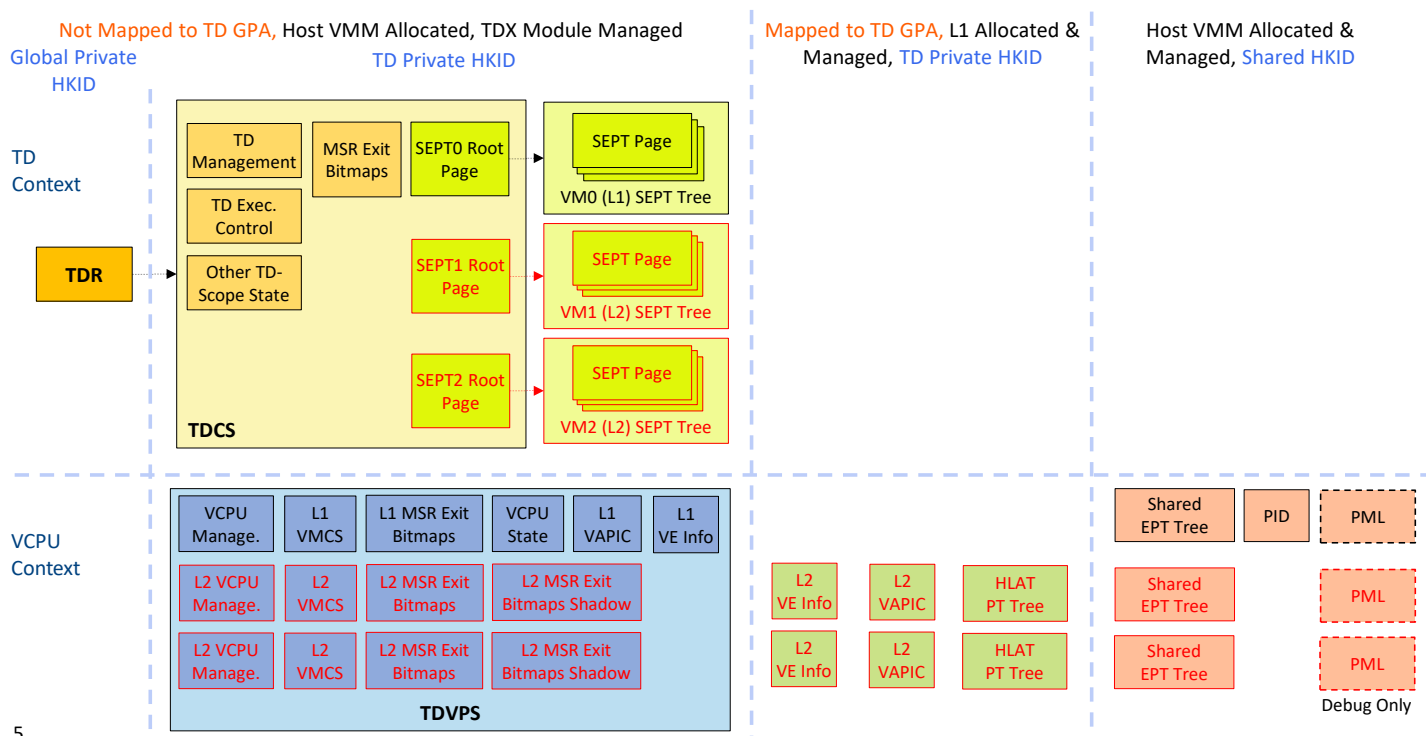 Not Mapped to TD GPA, Host VMM Allocated, TDX Module Managed
Global Private
HKID
TD Private HKID
Mapped to TD GPA, L1 Allocated &
Managed, TD Private HKID
Host VMM Allocated &
Managed, Shared HKID
TD
Context
TDR
TD
Management
MSR Exit
Bitmaps
SEPT0 Root
Page
SEPT Page
VM0 (L1) SEPT Tree
TD Exec.
Control
Other TD-
Scope State
SEPT1 Root
Page
SEPT Page
VM1 (L2) SEPT Tree
SEPT2 Root
Page
SEPT Page
VM2 (L2) SEPT Tree
TDCS
VCPU
Context
VCPU
Manage.
L1
VMCS
L1 MSR Exit
Bitmaps
VCPU
State
L1
VAPIC
L1
VE Info
Shared
EPT Tree
PID
PML
L2 VCPU
Manage.
L2
VMCS
L2 MSR Exit
Bitmaps
L2 MSR Exit
Bitmaps Shadow
L2
VE Info
L2
VAPIC
HLAT
PT Tree
Shared
EPT Tree
PML
L2 VCPU
Manage.
L2
VMCS
L2 MSR Exit
Bitmaps
L2 MSR Exit
Bitmaps Shadow
L2
VE Info
L2
VAPIC
HLAT
PT Tree
Shared
EPT Tree
PML
Debug Only
TDVPS
5